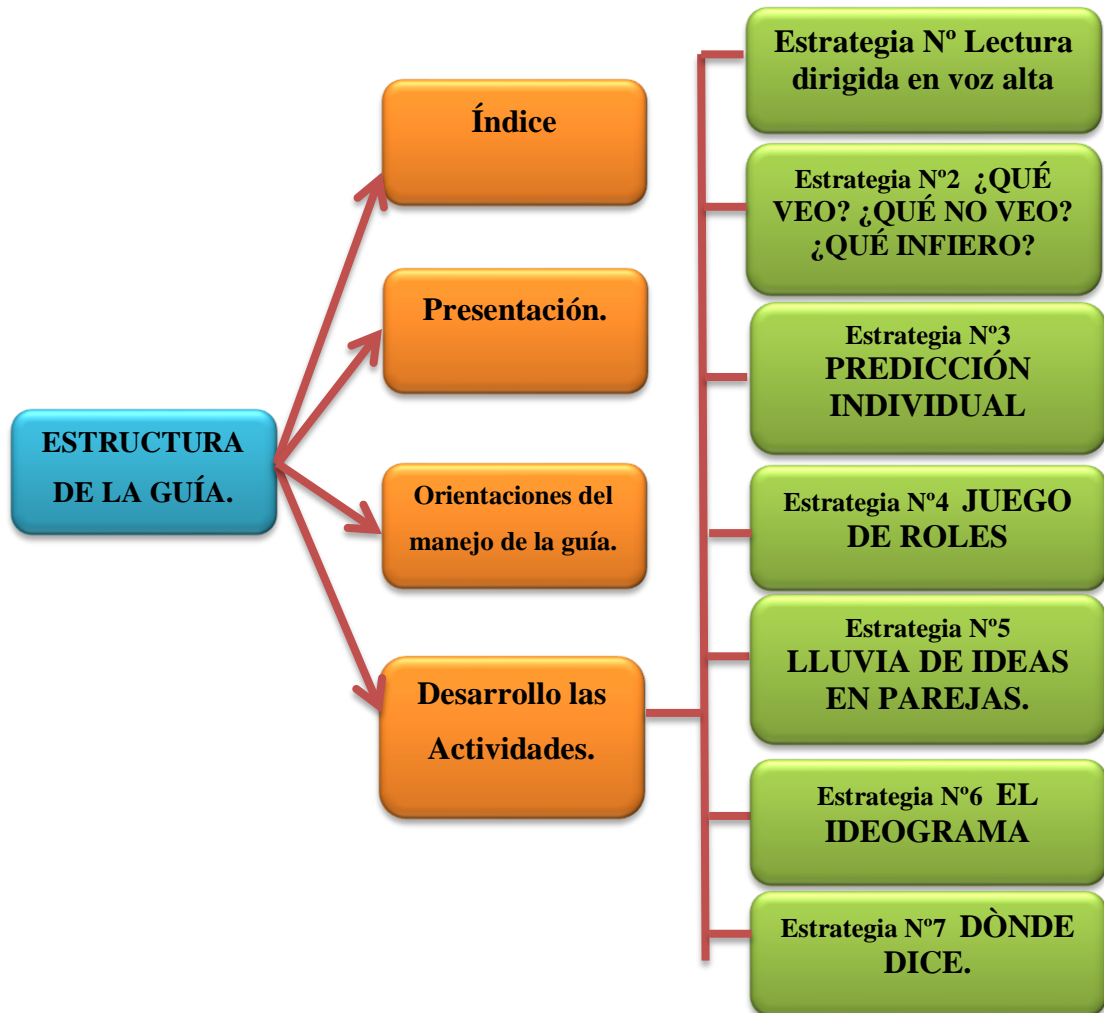 ESTRUCTURA
DE LA GUÍA.
Índice
Presentación.
Orientaciones del
manejo de la guía.
Desarrollo las
Actividades.
Estrategia Nº Lectura
dirigida en voz alta
Estrategia Nº2 ¿QUÉ
VEO? ¿QUÉ NO VEO?
¿QUÉ INFIERO?
Estrategia Nº3
PREDICCIÓN
INDIVIDUAL
Estrategia Nº4 JUEGO
DE ROLES
Estrategia Nº5
LLUVIA DE IDEAS
EN PAREJAS.
Estrategia Nº6 EL
IDEOGRAMA
Estrategia Nº7 DÒNDE
DICE.